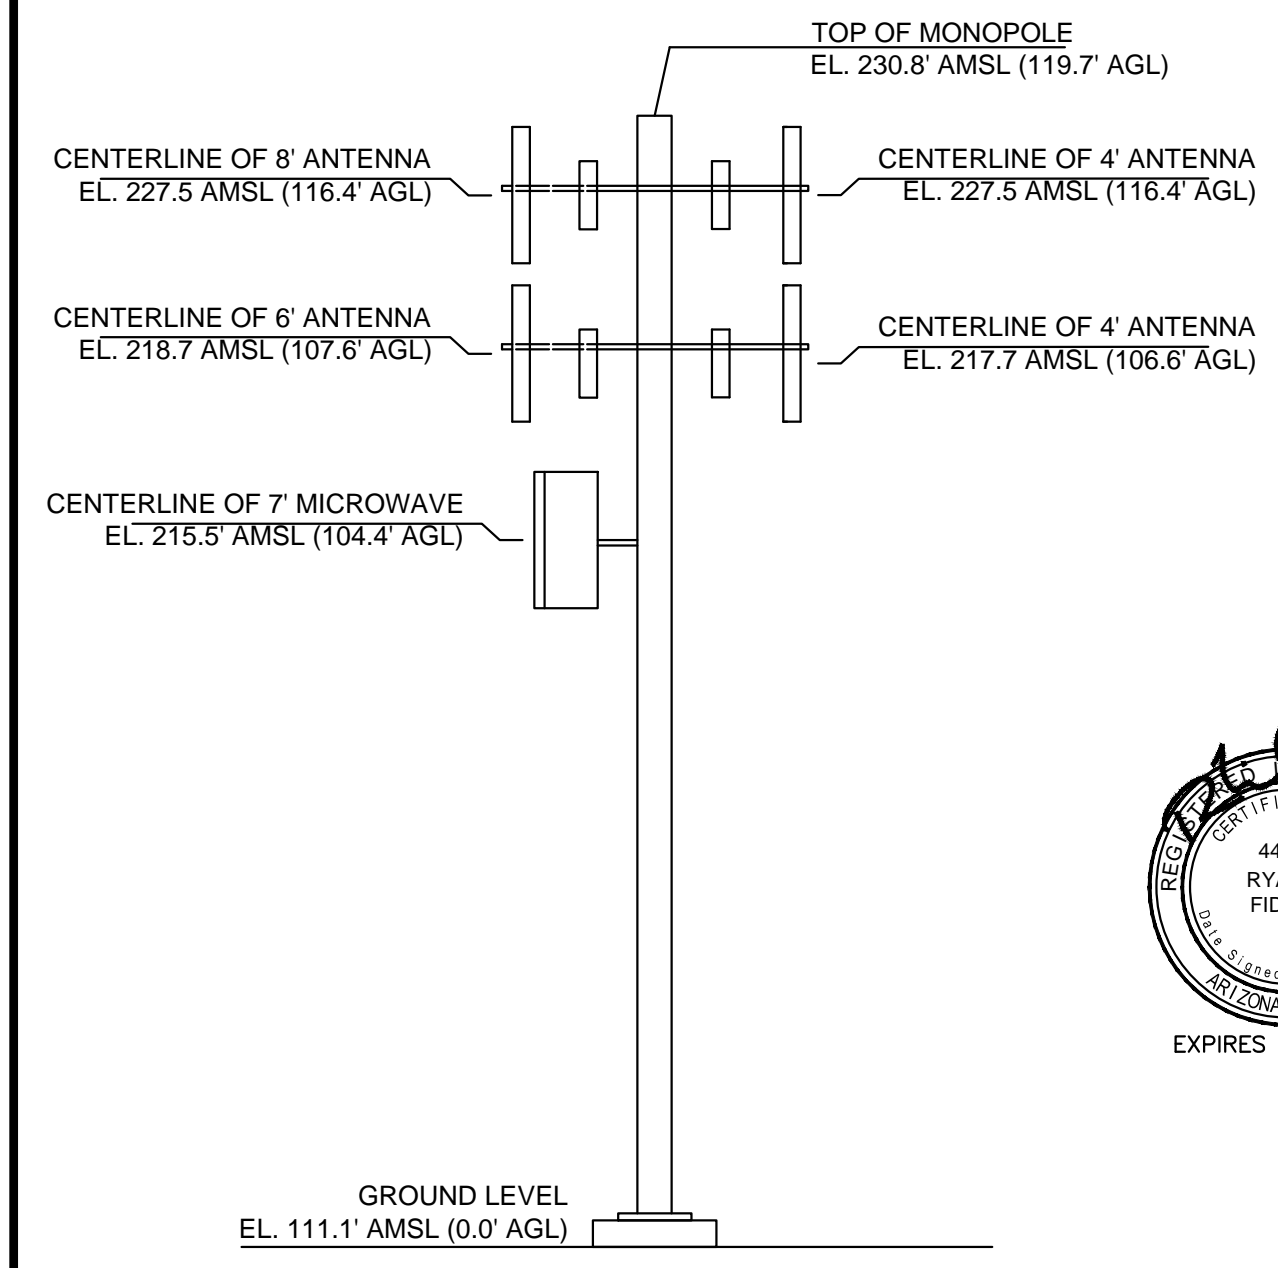 TOP OF MONOPOLE
EL. 230.8' AMSL (119.7' AGL)
CENTERLINE OF 8' ANTENNA
EL. 227.5 AMSL (116.4' AGL)
CENTERLINE OF 4' ANTENNA
EL. 227.5 AMSL (116.4' AGL)
CENTERLINE OF 6' ANTENNA
EL. 218.7 AMSL (107.6' AGL)
CENTERLINE OF 4' ANTENNA
EL. 217.7 AMSL (106.6' AGL)
CENTERLINE OF 7' MICROWAVE
EL. 215.5' AMSL (104.4' AGL)
REGISTERED
44
Date Signed
ARIZONA
EXPIRES
GROUND LEVEL
EL. 111.1' AMSL (0.0' AGL)